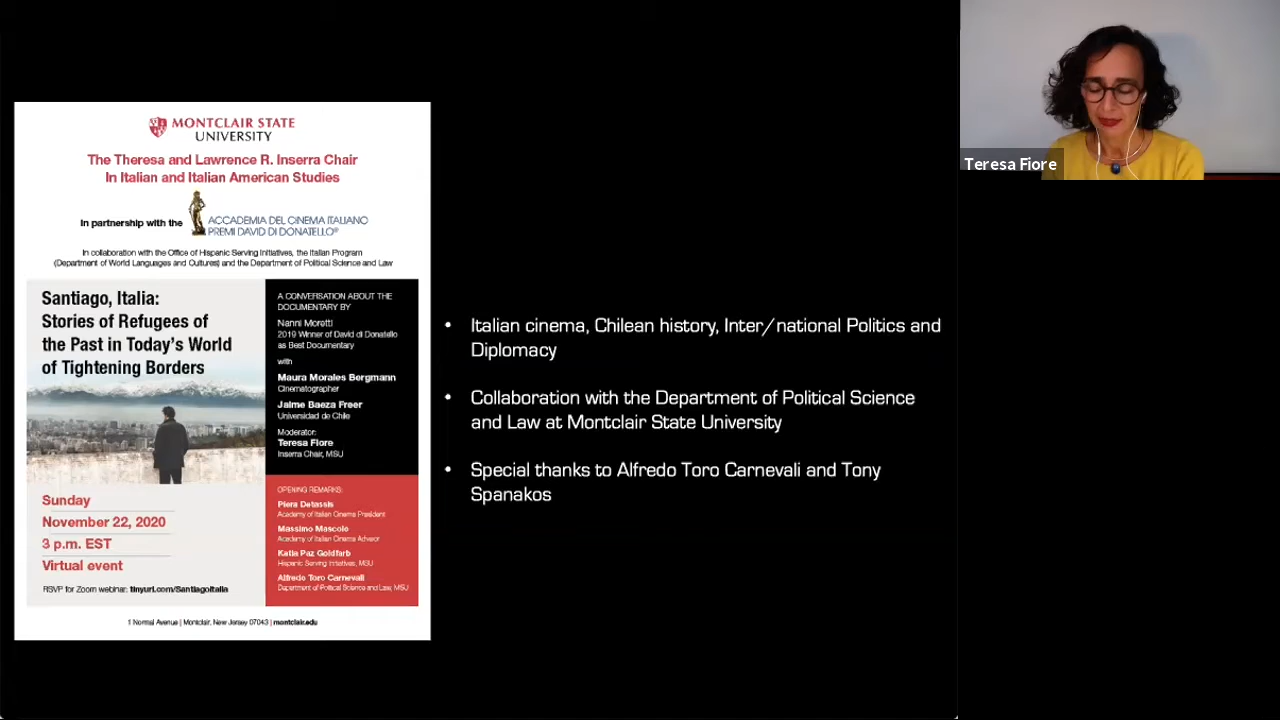 MONTCLAIR STATE
UNIVERSITY
The Theresa and Lawrence R. Inserra Chair
In Italian and Italian American Studies
In partnership with the
ACCADEMIA DEL CINEMA ITALIANO
PREMI DAVID DI DONATELLO®
In collaboration with the Office of Hispanic Serving Initiatives, the Italian Program
(Department of World Languages and Cultures) and the Department of Political Science and Law
Santiago, Italia:
Stories of Refugees of
the Past in Today's World
of Tightening Borders
Sunday
November 22, 2020
3 p.m. EST
Virtual event
RSVP for Zoom webinar: tinyurl.com/SantiagoItalia
A CONVERSATION ABOUT THE
DOCUMENTARY BY
Nanni Moretti
2019 Winner of David di Donatello
as Best Documentary
with
Maura Morales Bergmann
Cinematographer
Jaime Baeza Freer
Universidad de Chile
Moderator:
Teresa Fiore
Inserra Chair, MSU
OPENING REMARKS:
Piera Detassis
Academy of Italian Cinema President
Massimo Mascolo
Academy of Italian Cinema Advisor
Katia Paz Goldfarb
Hispanic Serving Initiatives, MSU
Alfredo Toro Carnevali
Department of Political Science and Law, MSU
1 Normal Avenue | Montclair, New Jersey 07043 | montclair.edu
• Italian cinema, Chilean history, Inter/national Politics and
Diplomacy
• Collaboration with the Department of Political Science
and Law at Montclair State University
• Special thanks to Alfredo Toro Carnevali and Tony
Spanakos
Teresa Fiore